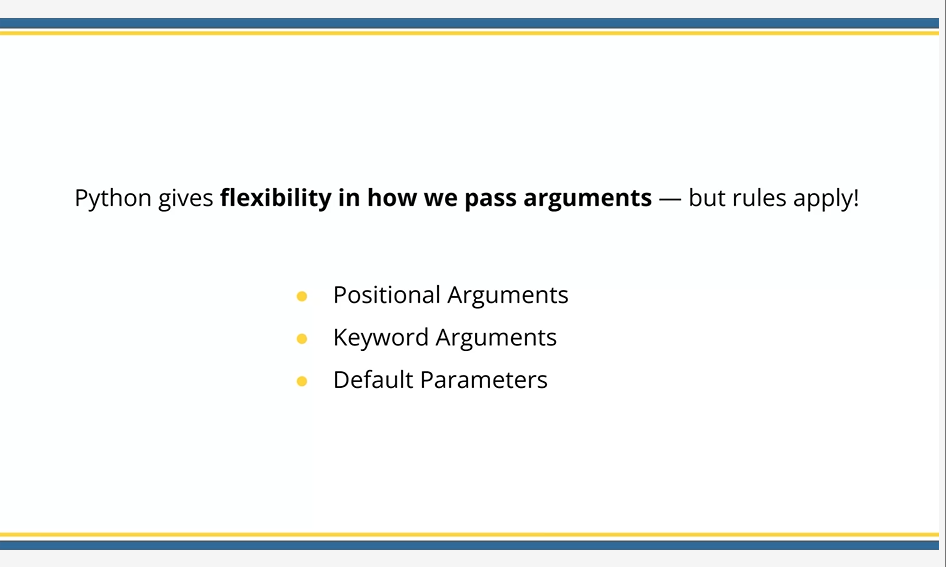 Python gives flexibility in how we pass arguments — but rules apply!
● Positional Arguments
● Keyword Arguments
● Default Parameters